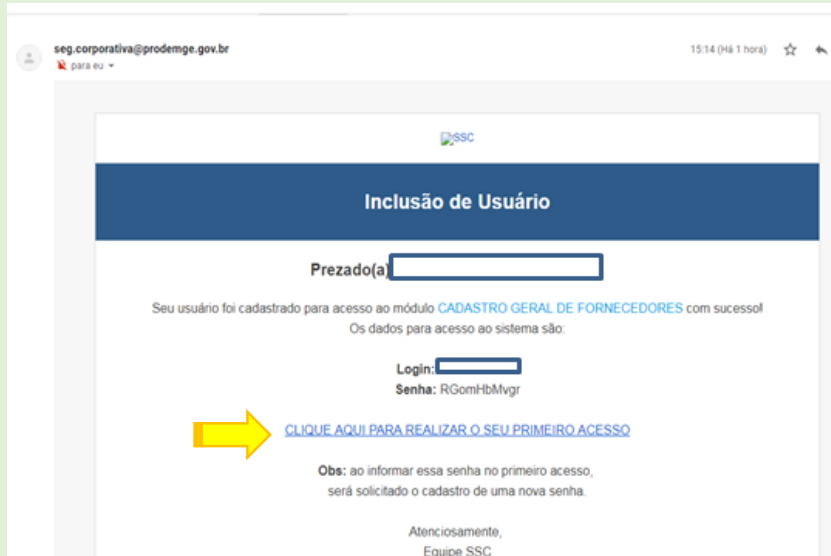 seg.corporativa@prodemge.gov.br
15:14 (Há 1 hora)
para eu
SSC
Inclusão de Usuário
Prezado(a)
Seu usuário foi cadastrado para acesso ao módulo CADASTRO GERAL DE FORNECEDORES com sucesso!
Os dados para acesso ao sistema são:
Login:
Senha: RGomHbMvgr
CLIQUE AQUI PARA REALIZAR O SEU PRIMEIRO ACESSO
Obs: ao informar essa senha no primeiro acesso,
será solicitado o cadastro de uma nova senha.
Atenciosamente,
Equipe SSC